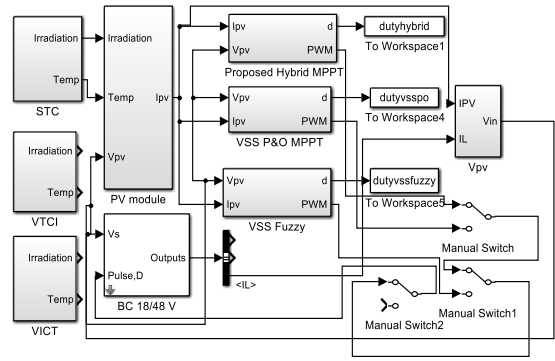 Irradiation
Temp
STC
Irradiation
Temp
VTCI
Irradiation
Temp
VICT
Irradiation
Temp
Ipv
Vpv
PV module
Vs
Outputs
Pulse,D
BC 18/48 V
Ipv
d
Vpv
PWM
Proposed Hybrid MPPT
Vpv
d
Ipv
PWM
VSS P&O MPPT
Vpv
d
Ipv
PWM
VSS Fuzzy
<IL>
dutyhybrid
To Workspace1
dutyvsspo
To Workspace4
dutyvssfuzzy
To Workspace5
IPV
Vin
IL
Vpv
Manual Switch
Manual Switch1
Manual Switch2